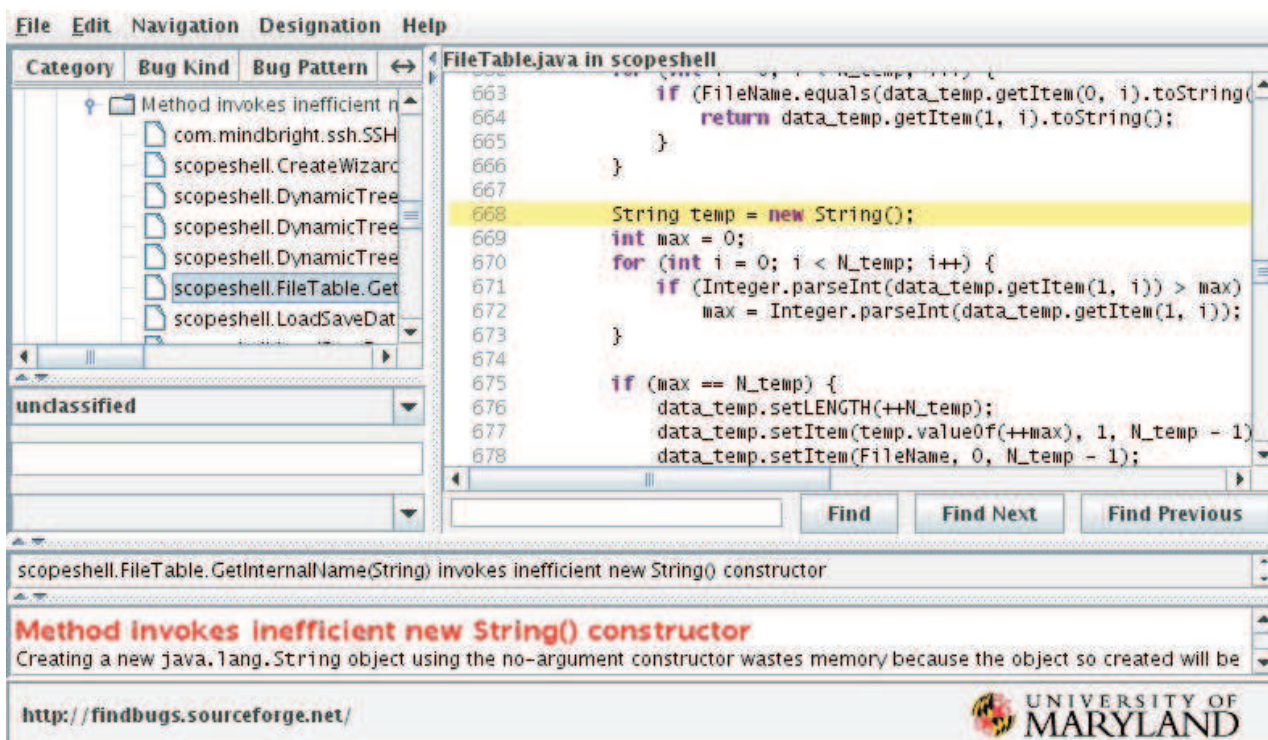 File Edit Navigation Designation Help
Category Bug Kind Bug Pattern ↔
Method invokes inefficient n
com.mindbright.ssh.SSH
scopeshell.CreateWizard
scopeshell.DynamicTree
scopeshell.DynamicTree
scopeshell.DynamicTree
scopeshell.FileTable.Get
scopeshell.LoadSaveDat
unclassified
FileTable.java in scopeshell
663 if (FileName.equals(data_temp.getItem(0, i).toString(
664 return data_temp.getItem(1, i).toString();
665 }
666 }
667
668 String temp = new String();
669 int max = 0;
670 for (int i = 0; i < N_temp; i++) {
671 if (Integer.parseInt(data_temp.getItem(1, i)) > max)
672 max = Integer.parseInt(data_temp.getItem(1, i));
673 }
674
675 if (max == N_temp) {
676 data_temp.setLENGTH(++N_temp);
677 data_temp.setItem(temp.valueOf(++max), 1, N_temp - 1)
678 data_temp.setItem(FileName, 0, N_temp - 1);
Find Find Next Find Previous
scopeshell.FileTable.GetInternalName(String) invokes inefficient new String() constructor
Method invokes inefficient new String() constructor
Creating a new java.lang.String object using the no-argument constructor wastes memory because the object so created will be
http://findbugs.sourceforge.net/
UNIVERSITY OF
MARYLAND